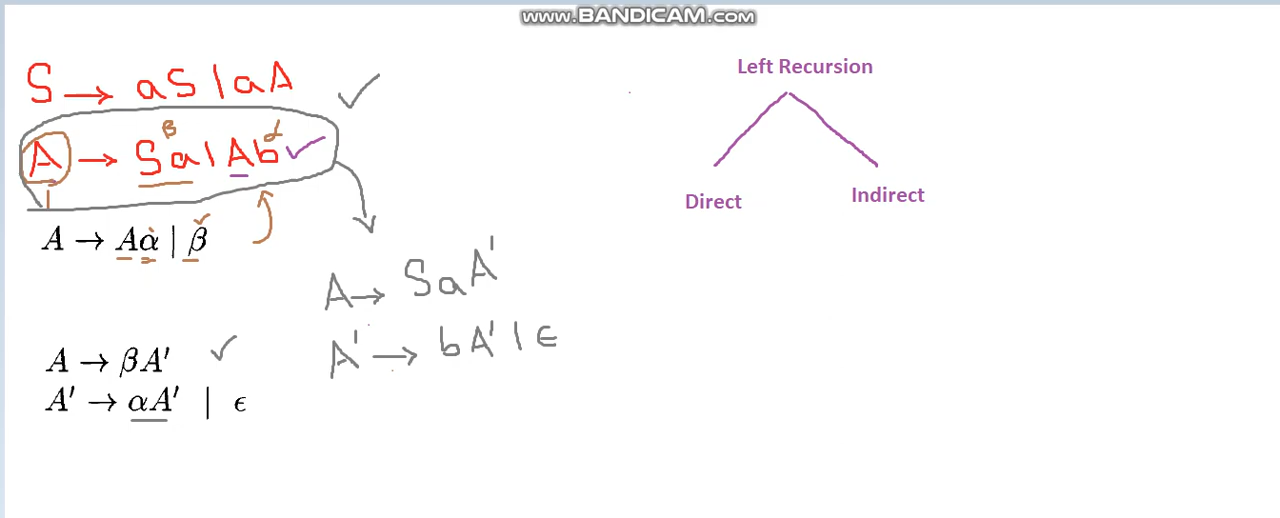 www.BANDICAM.com
S → aS | aA
β α
A → Sa | Ab
A → Aα | β
A → SaA'
A' → bA' | ϵ
A → βA'
A' → αA' | ϵ
Left Recursion
Direct
Indirect